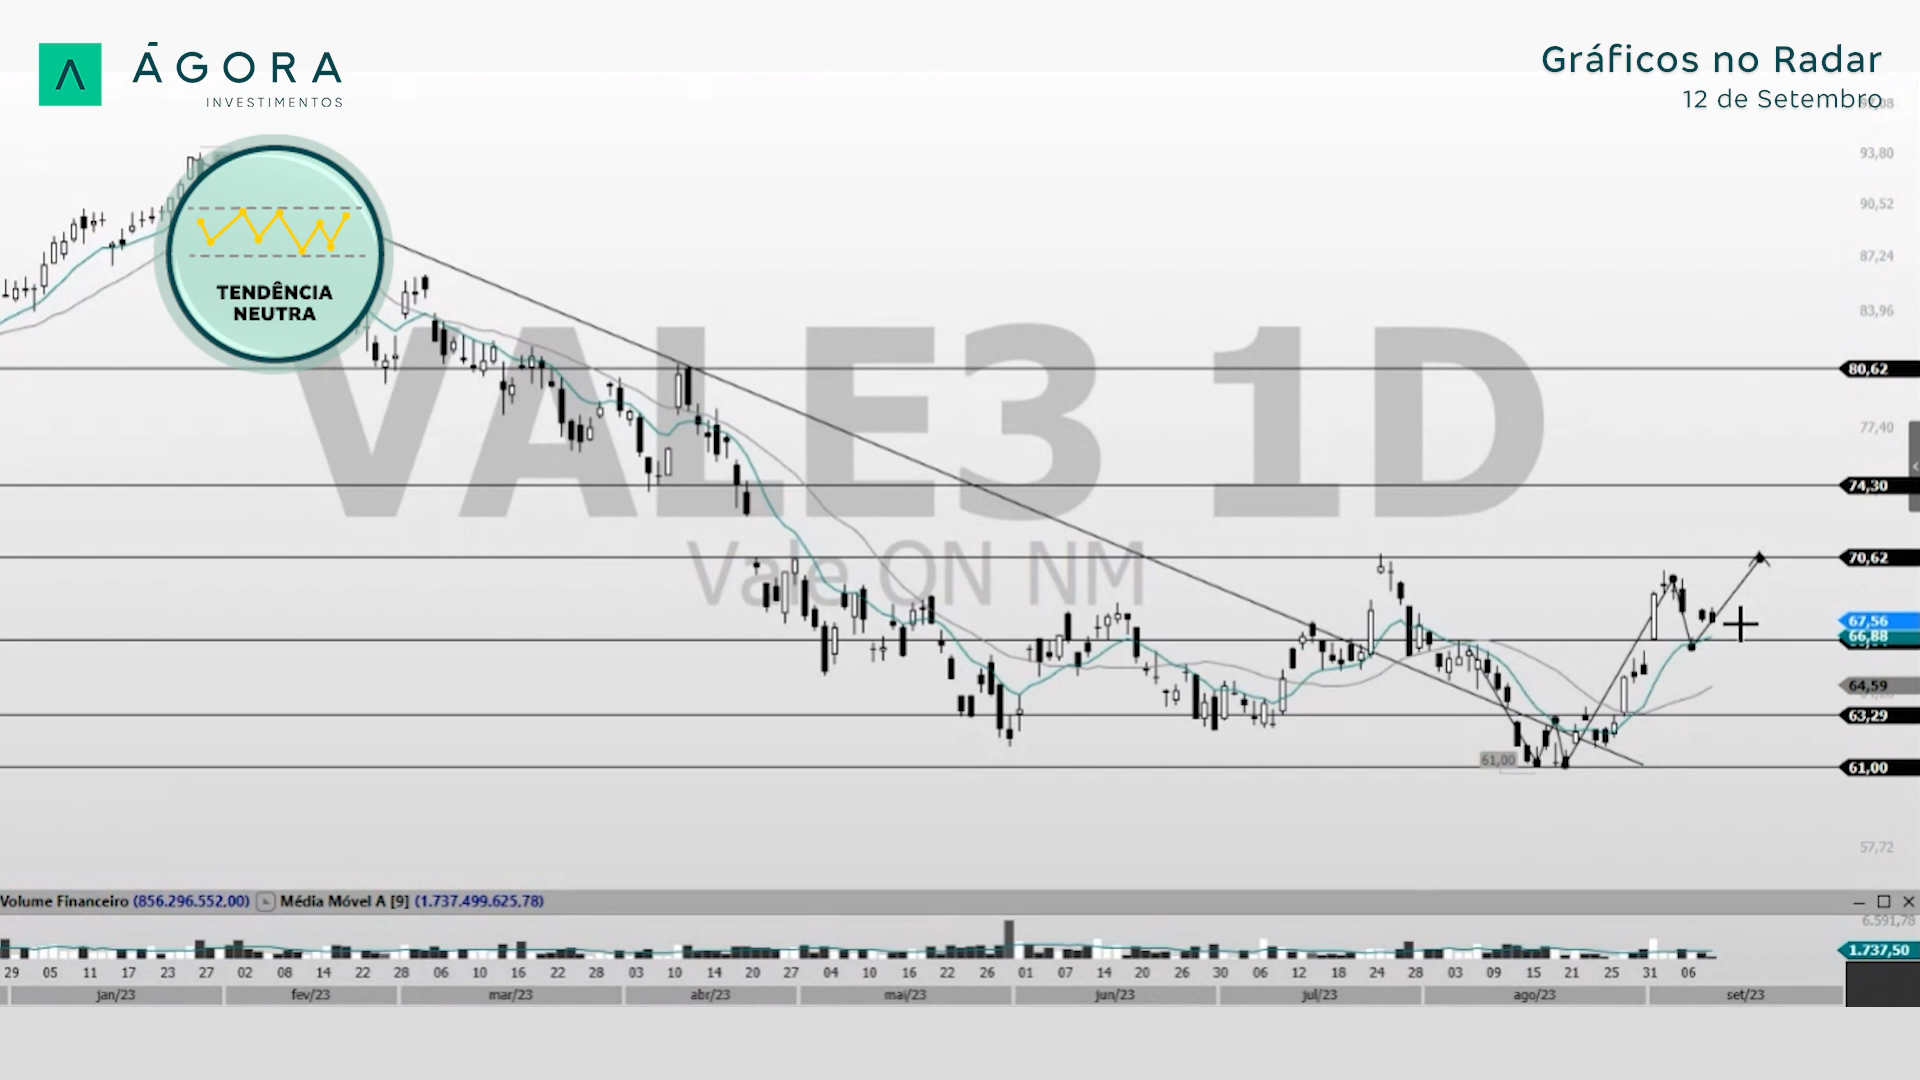 ÁGORA
INVESTIMENTOS
Gráficos no Radar
12 de Setembro
93,80
90,52
87,24
83,96
80,62
77,40
74,30
70,62
67,56
66,88
64,59
63,29
61,00
57,72
TENDÊNCIA
NEUTRA
VALE3 1D
Vale ON NM
61,00
Volume Financeiro (856.296.552,00) Média Móvel A [9] (1.737.499.625,78)
6.591,78
1.737,50
29 05 11 17 23 27 02 08 14 22 28 06 10 16 22 28 03 10 14 20 27 04 10 16 22 26 01 07 14 20 26 30 06 12 18 24 28 03 09 15 21 25 31 06
jan/23 fev/23 mar/23 abr/23 mai/23 jun/23 jul/23 ago/23 set/23